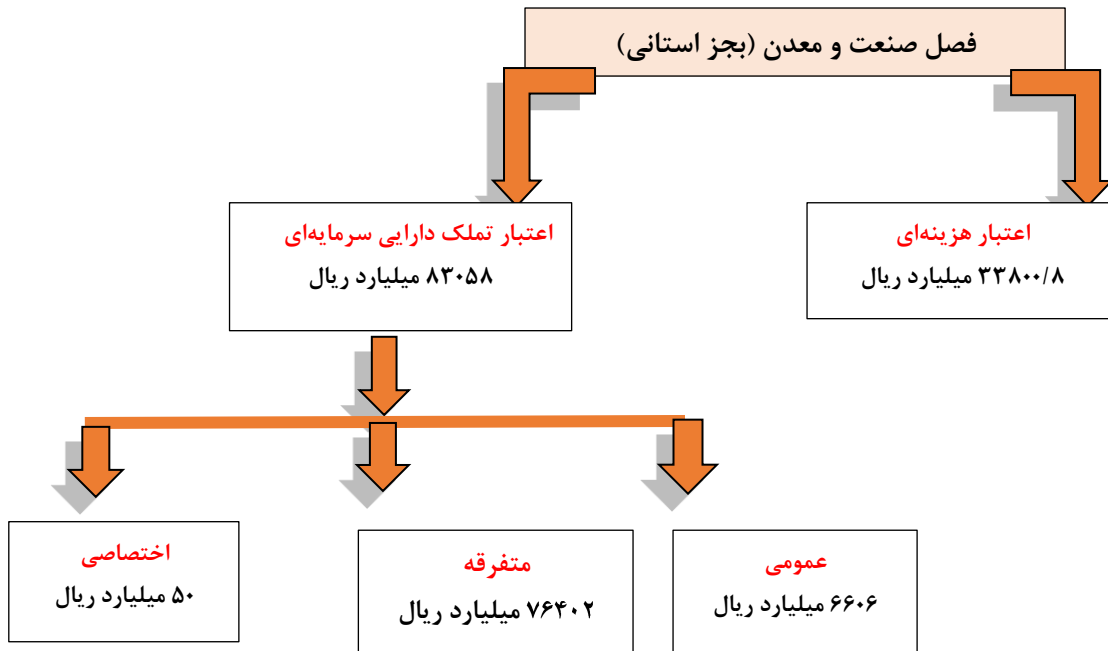 فصل صنعت و معدن (بجز استانی)
اعتبار هزینه‌ای
۳۳۸۰۰/۸ میلیارد ریال
اعتبار تملک دارایی سرمایه‌ای
۸۳۰۵۸ میلیارد ریال
عمومی
۶۶۰۶ میلیارد ریال
متفرقه
۷۶۴۰۲ میلیارد ریال
اختصاصی
۵۰ میلیارد ریال